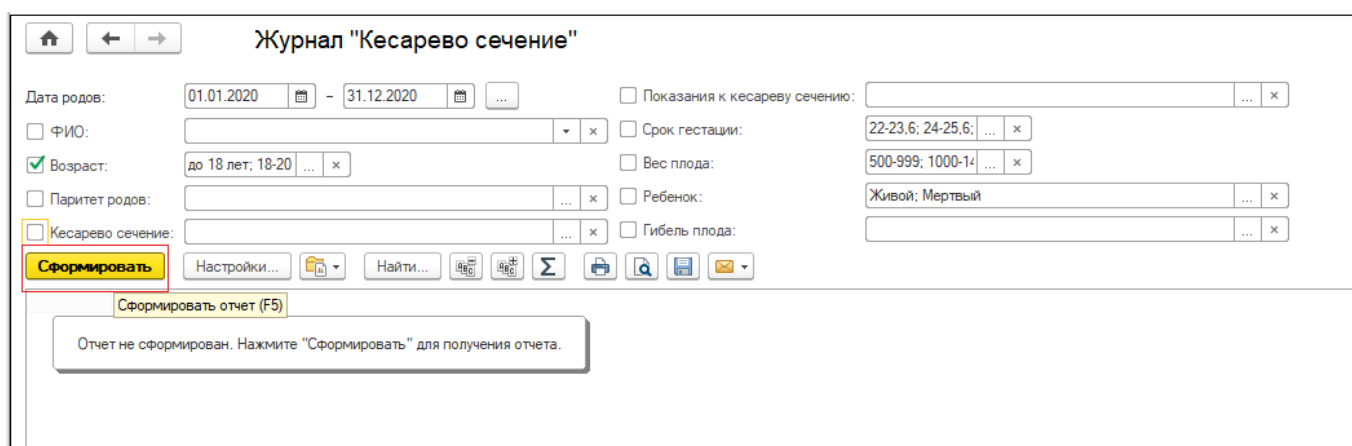 Журнал "Кесарево сечение"
Дата родов: 01.01.2020 – 31.12.2020 ... Показания к кесареву сечению: ... ×
ФИО: × Срок гестации: 22-23,6; 24-25,6; ... ×
Возраст: до 18 лет; 18-20 ... × Вес плода: 500-999; 1000-14 ... ×
Паритет родов: ... × Ребенок: Живой; Мертвый ... ×
Кесарево сечение: ... × Гибель плода: ... ×
Сформировать Настройки... Найти... Σ
Сформировать отчет (F5)
Отчет не сформирован. Нажмите "Сформировать" для получения отчета.